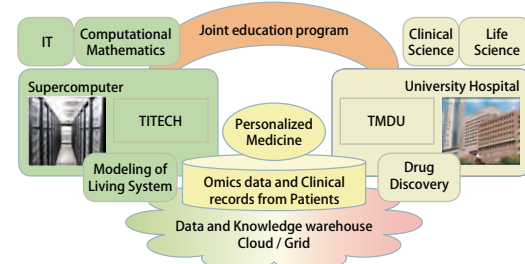 IT
Computational
Mathematics
Joint education program
Clinical
Science
Life
Science
Supercomputer
University Hospital
TITECH
Personalized
Medicine
TMDU
Modeling of
Living System
Omics data and Clinical
records from Patients
Drug
Discovery
Data and Knowledge warehouse
Cloud / Grid